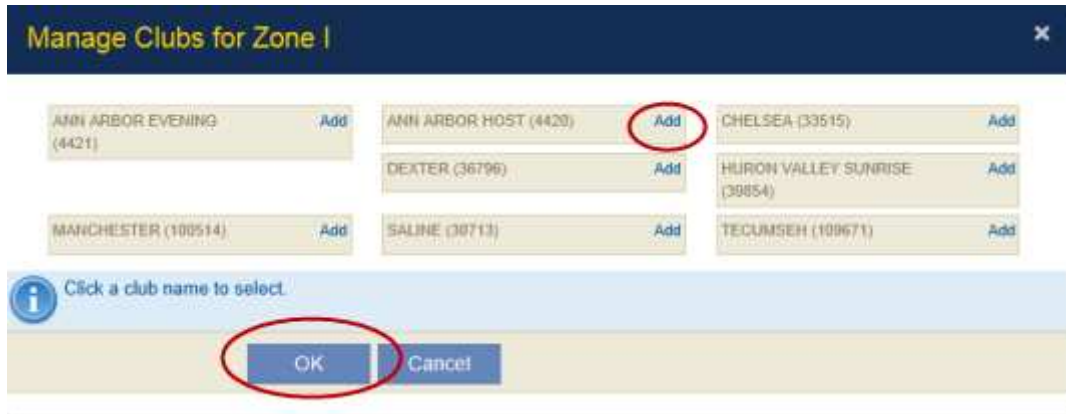 Manage Clubs for Zone I ×
ANN ARBOR EVENING (4421) Add
ANN ARBOR HOST (4420) Add
CHELSEA (33515) Add
DEXTER (36796) Add
HURON VALLEY SUNRISE (39854) Add
MANCHESTER (100514) Add
SALINE (30713) Add
TECUMSEH (109671) Add
Click a club name to select.
OK Cancel